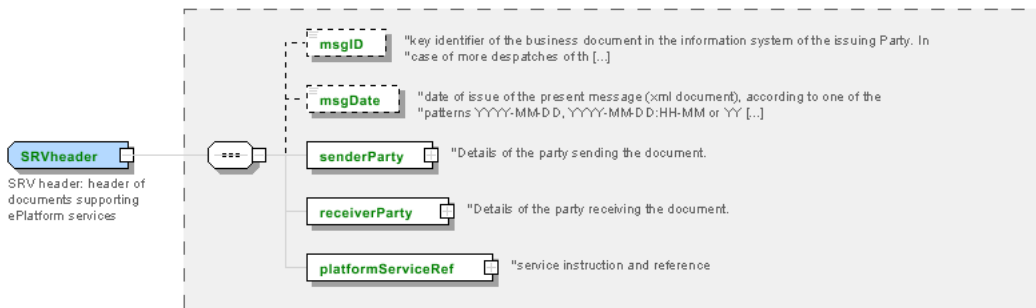 msgID
"key identifier of the business document in the information system of the issuing Party. In
"case of more despatches of th [...]
msgDate
"date of issue of the present message (xml document), according to one of the
"patterns YYYY-MM-DD, YYYY-MM-DD:HH-MM or YY [...]
SRVheader
SRV header: header of
documents supporting
ePlatform services
senderParty
"Details of the party sending the document.
receiverParty
"Details of the party receiving the document.
platformServiceRef
"service instruction and reference